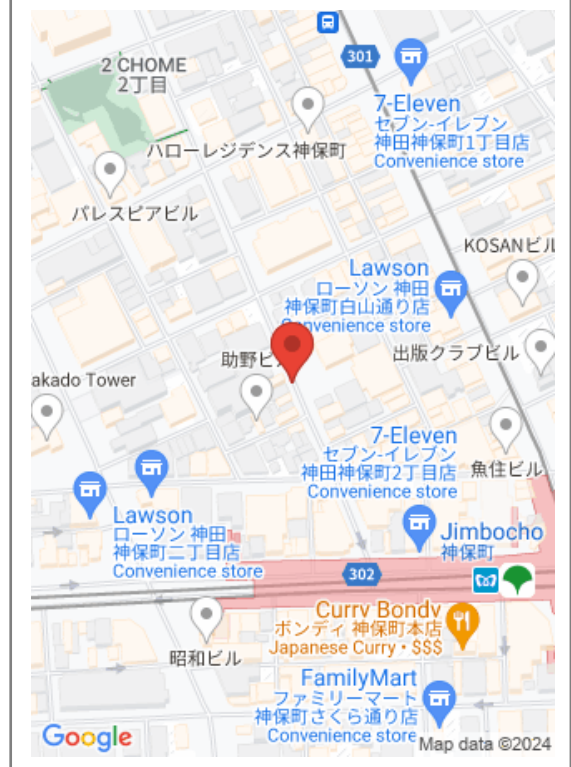 2 CHOME
2丁目
301
7-Eleven
セブン-イレブン
神田神保町1丁目店
Convenience store
ハローレジデンス神保町
パレスピアビル
KOSANビル
Lawson
ローソン 神田
神保町白山通り店
Convenience store
出版クラブビル
助野ビ
akado Tower
7-Eleven
セブン-イレブン
神田神保町2丁目店
Convenience store
魚住ビル
Lawson
ローソン 神田
神保町二丁目店
Convenience store
Jimbocho
神保町
302
Curry Bondy
ボンディ 神保町本店
Japanese Curry • $$$
昭和ビル
FamilyMart
ファミリーマート
神保町さくら通り店
Convenience store
Google
Map data ©2024